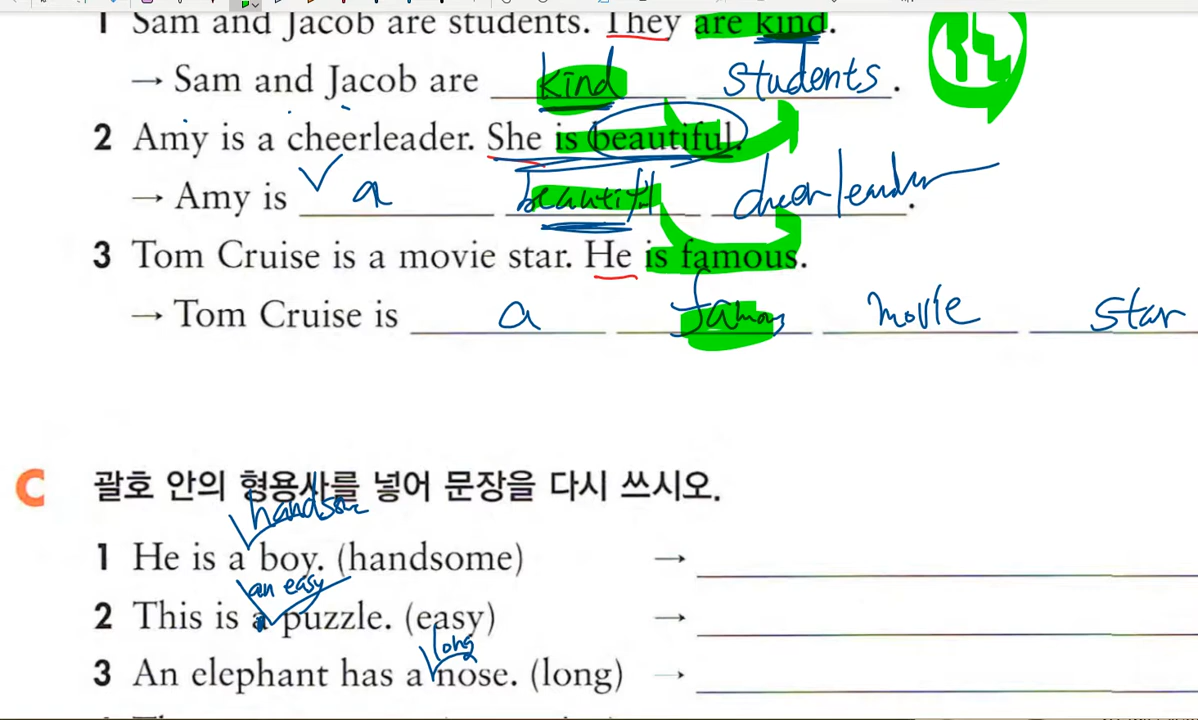 1 Sam and Jacob are students. They are kind.
→ Sam and Jacob are kind students.
2 Amy is a cheerleader. She is beautiful.
→ Amy is a cheerleader.
3 Tom Cruise is a movie star. He is famous.
→ Tom Cruise is a movie star
C 괄호 안의 형용사를 넣어 문장을 다시 쓰시오.
1 He is a boy. (handsome) →
an easy
2 This is a puzzle. (easy) →
long
3 An elephant has a nose. (long) →